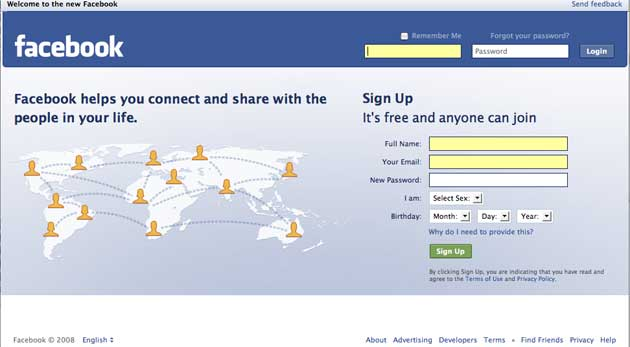 Welcome to the new Facebook Send feedback
facebook
Remember Me Forgot your password?
Password Login
Facebook helps you connect and share with the
people in your life.
Sign Up
It's free and anyone can join
Full Name:
Your Email:
New Password:
I am: Select Sex:
Birthday: Month: Day: Year:
Why do I need to provide this?
Sign Up
By clicking Sign Up, you are indicating that you have read and
agree to the Terms of Use and Privacy Policy.
Facebook © 2008 English
About Advertising Developers Terms • Find Friends Privacy Help